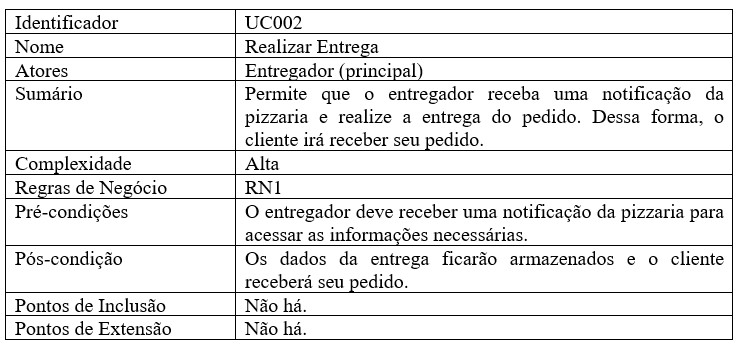 Identificador UC002
Nome Realizar Entrega
Atores Entregador (principal)
Sumário Permite que o entregador receba uma notificação da
pizzaria e realize a entrega do pedido. Dessa forma, o
cliente irá receber seu pedido.
Complexidade Alta
Regras de Negócio RN1
Pré-condições O entregador deve receber uma notificação da pizzaria para
acessar as informações necessárias.
Pós-condição Os dados da entrega ficarão armazenados e o cliente
receberá seu pedido.
Pontos de Inclusão Não há.
Pontos de Extensão Não há.